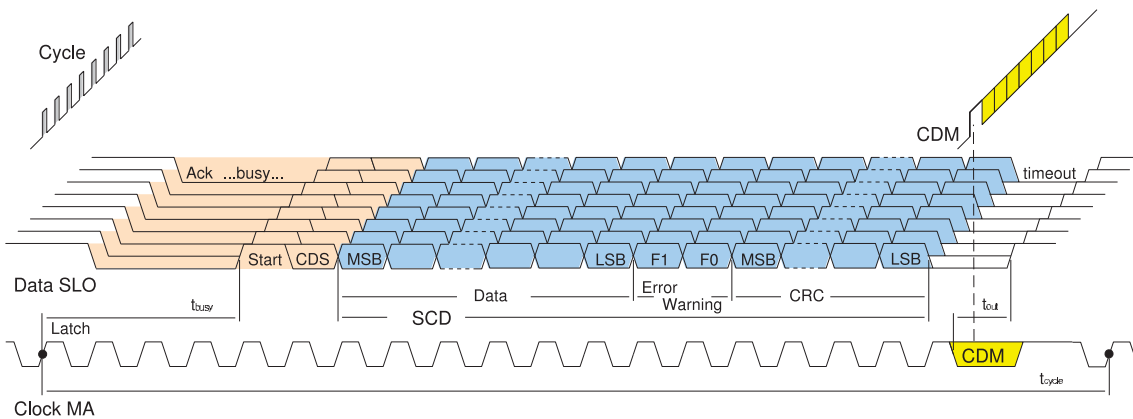 Cycle
CDM
Ack ...busy...
timeout
Start CDS MSB LSB F1 F0 MSB LSB
Data SLO
Data Error CRC
Warning
tbusy
SCD
tout
Latch
CDM
tcycle
Clock MA